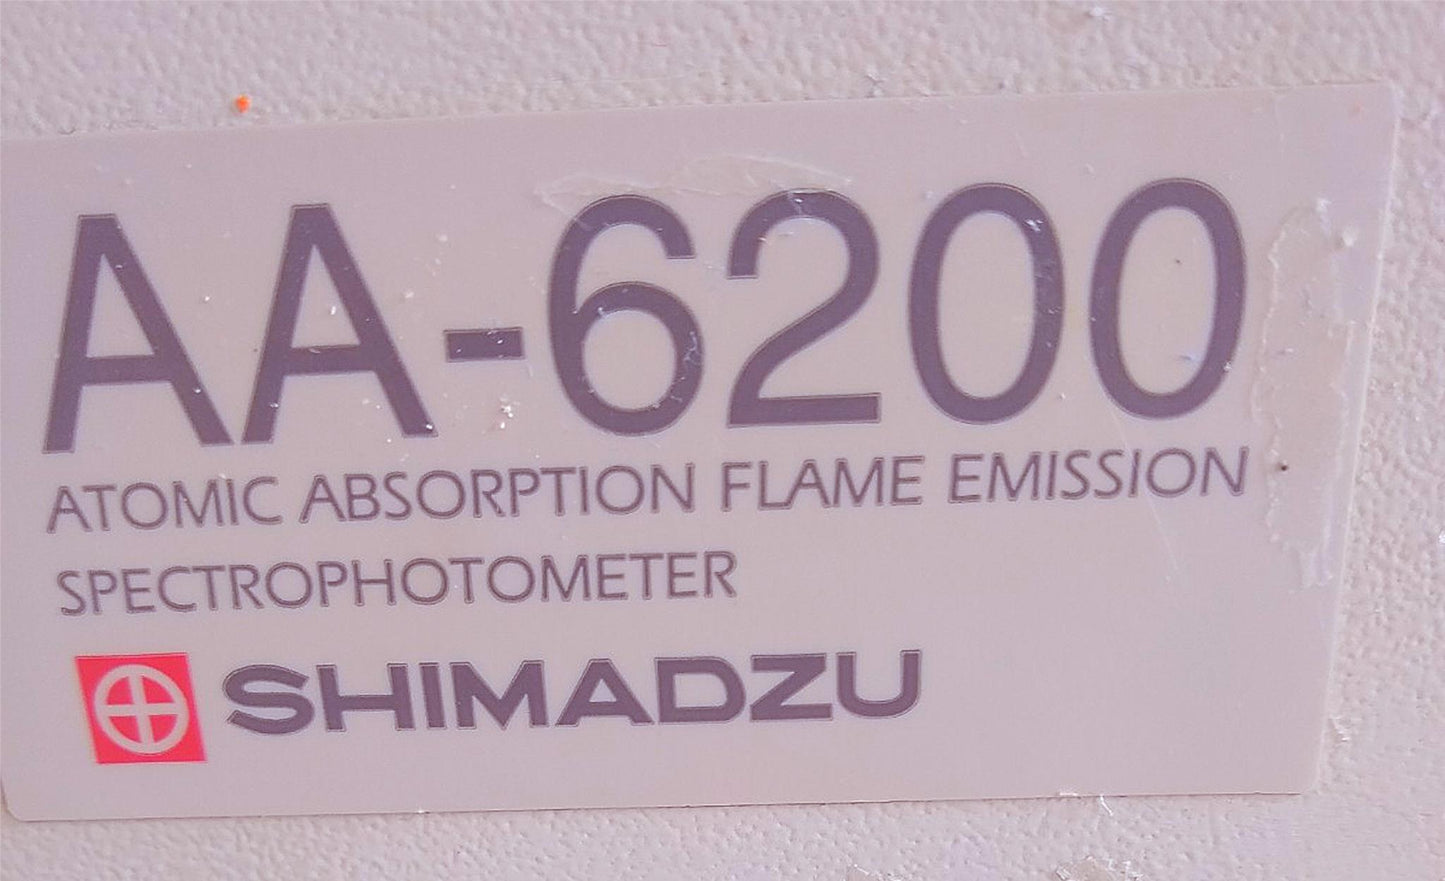 AA-6200
ATOMIC ABSORPTION FLAME EMISSION
SPECTROPHOTOMETER
SHIMADZU